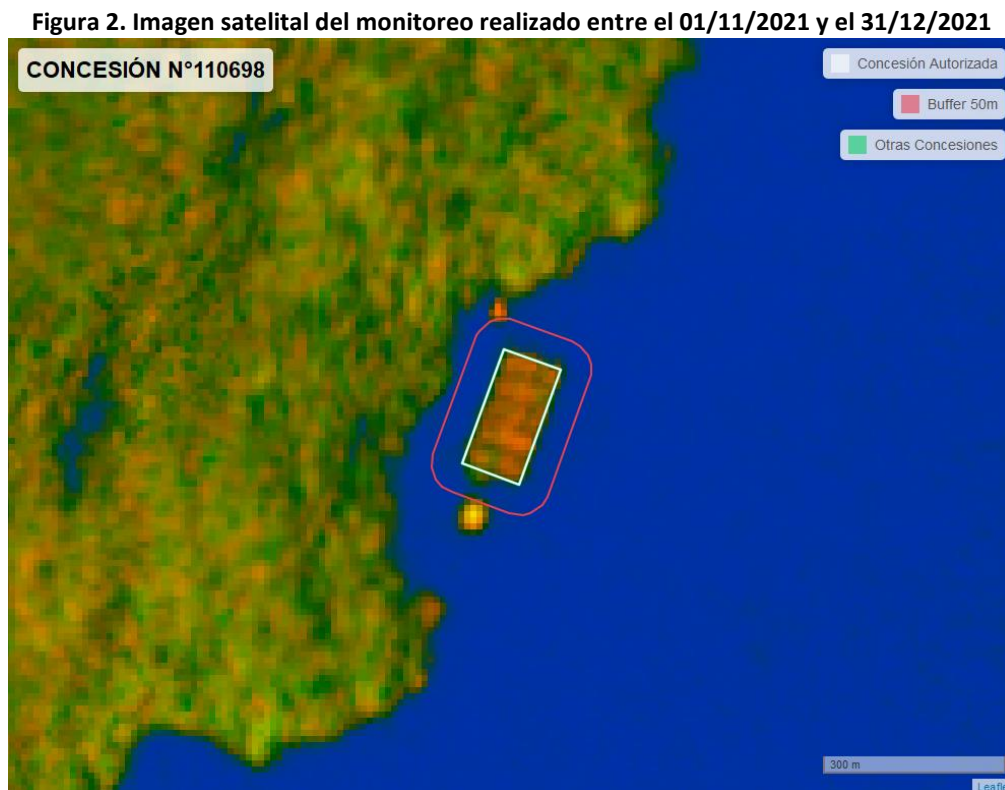 Figura 2. Imagen satelital del monitoreo realizado entre el 01/11/2021 y el 31/12/2021
CONCESIÓN N°110698
Concesión Autorizada
Buffer 50m
Otras Concesiones
300 m